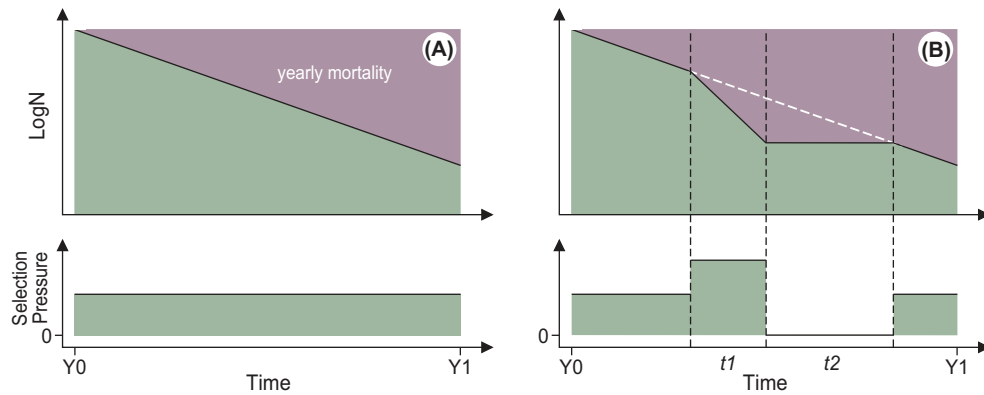 (A)
yearly mortality
LogN
Selection
Pressure
0
Y0
Y1
Time
(B)
0
Y0
t1
t2
Y1
Time